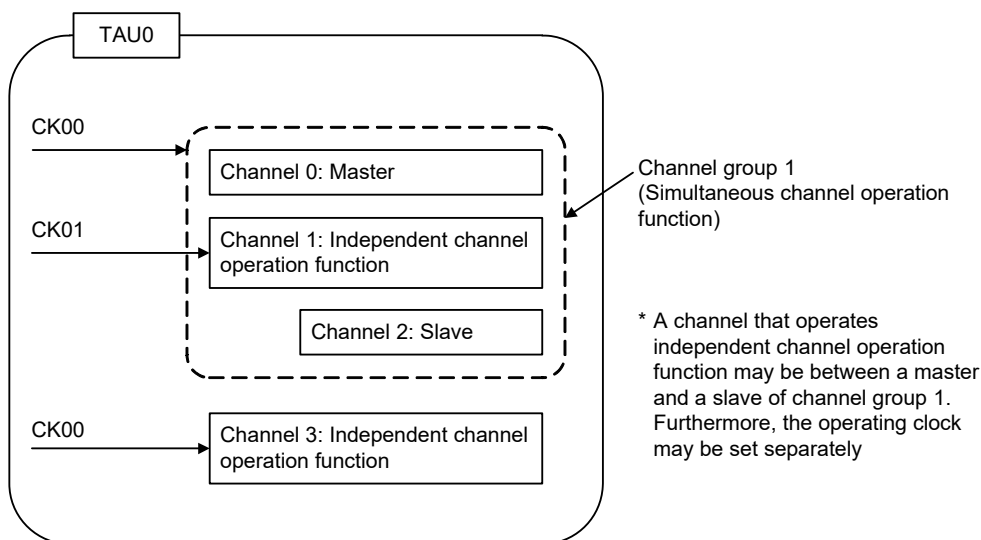 TAU0
CK00
Channel 0: Master
Channel group 1
(Simultaneous channel operation
function)
CK01
Channel 1: Independent channel
operation function
Channel 2: Slave
* A channel that operates
independent channel operation
function may be between a master
and a slave of channel group 1.
Furthermore, the operating clock
may be set separately
CK00
Channel 3: Independent channel
operation function